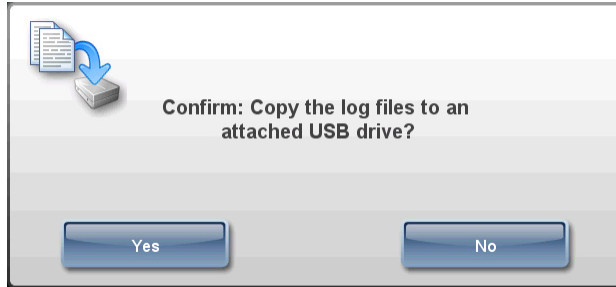 Confirm: Copy the log files to an
attached USB drive?
Yes
No